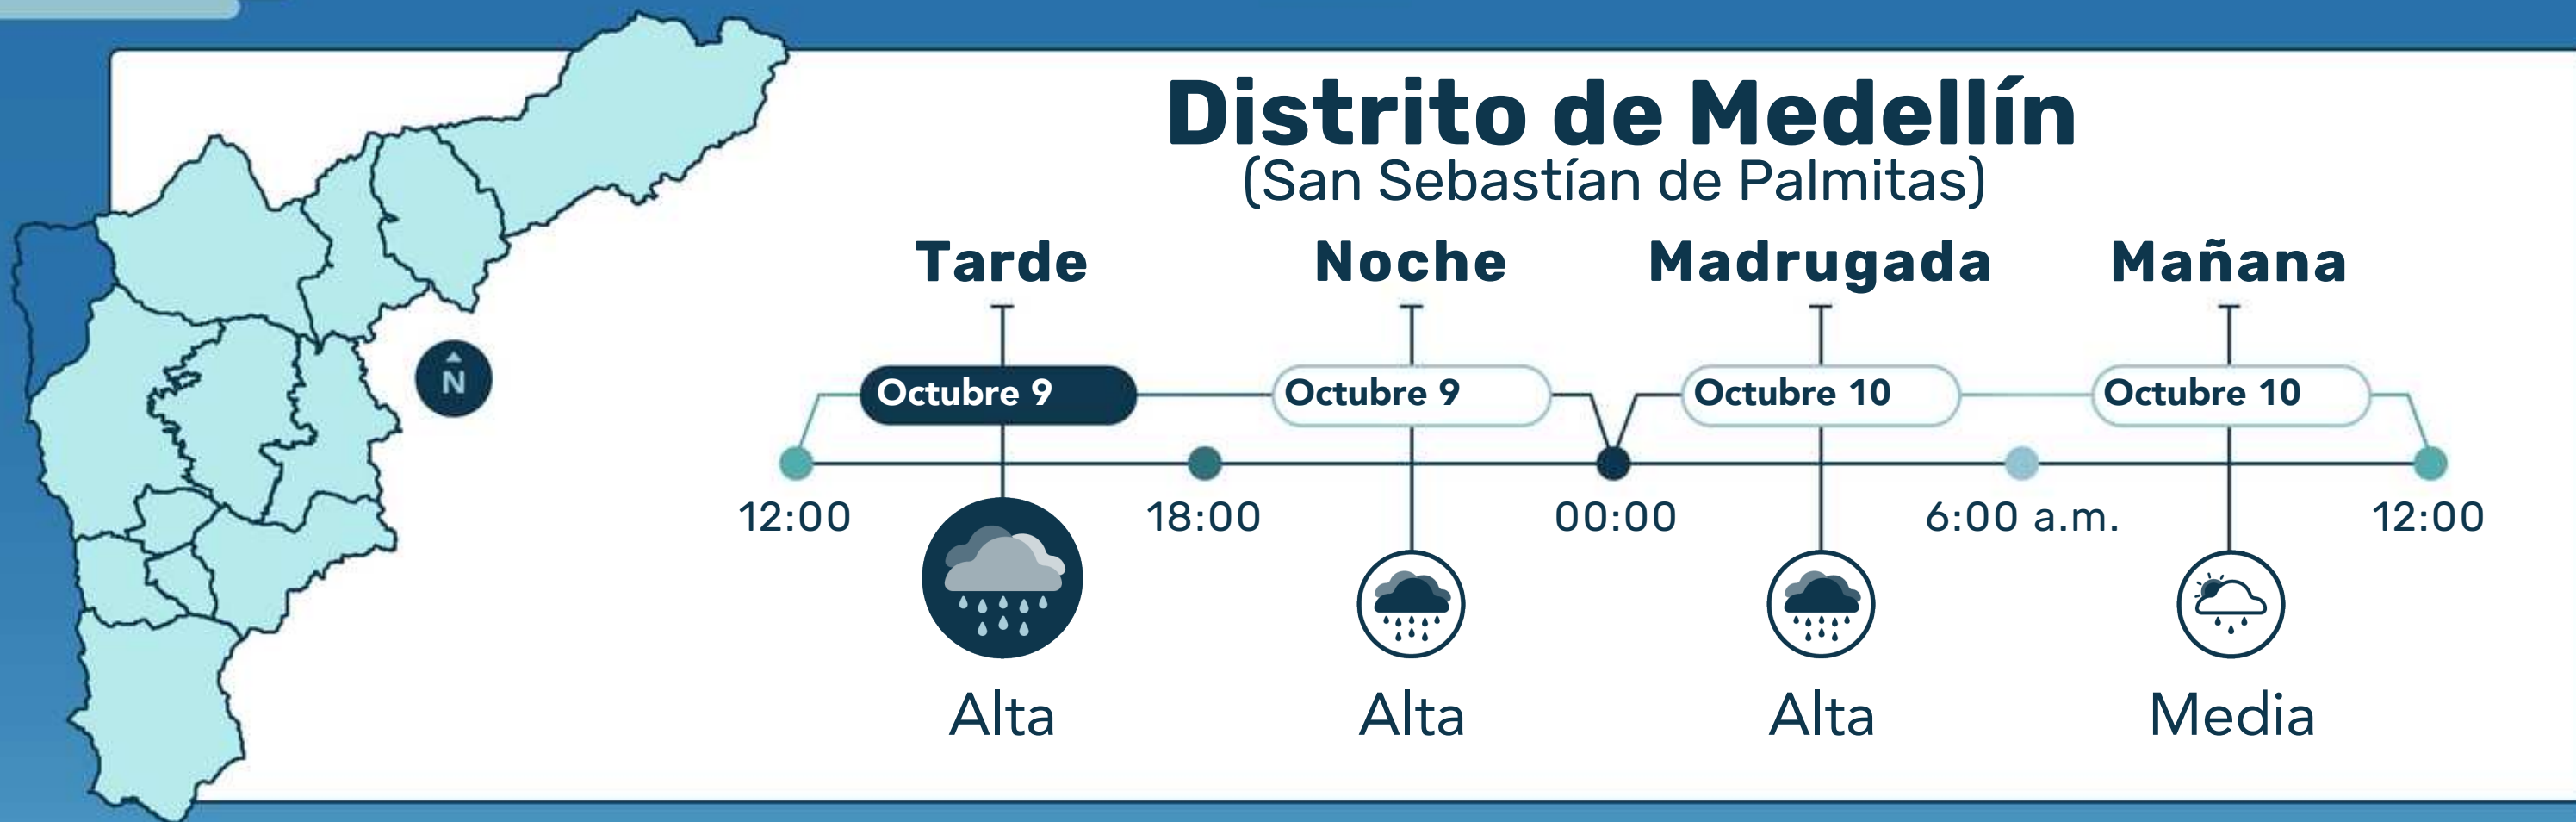 Distrito de Medellín
(San Sebastían de Palmitas)
Tarde Noche Madrugada Mañana
Octubre 9 Octubre 9 Octubre 10 Octubre 10
N
12:00 18:00 00:00 6:00 a.m. 12:00
Alta Alta Alta Media